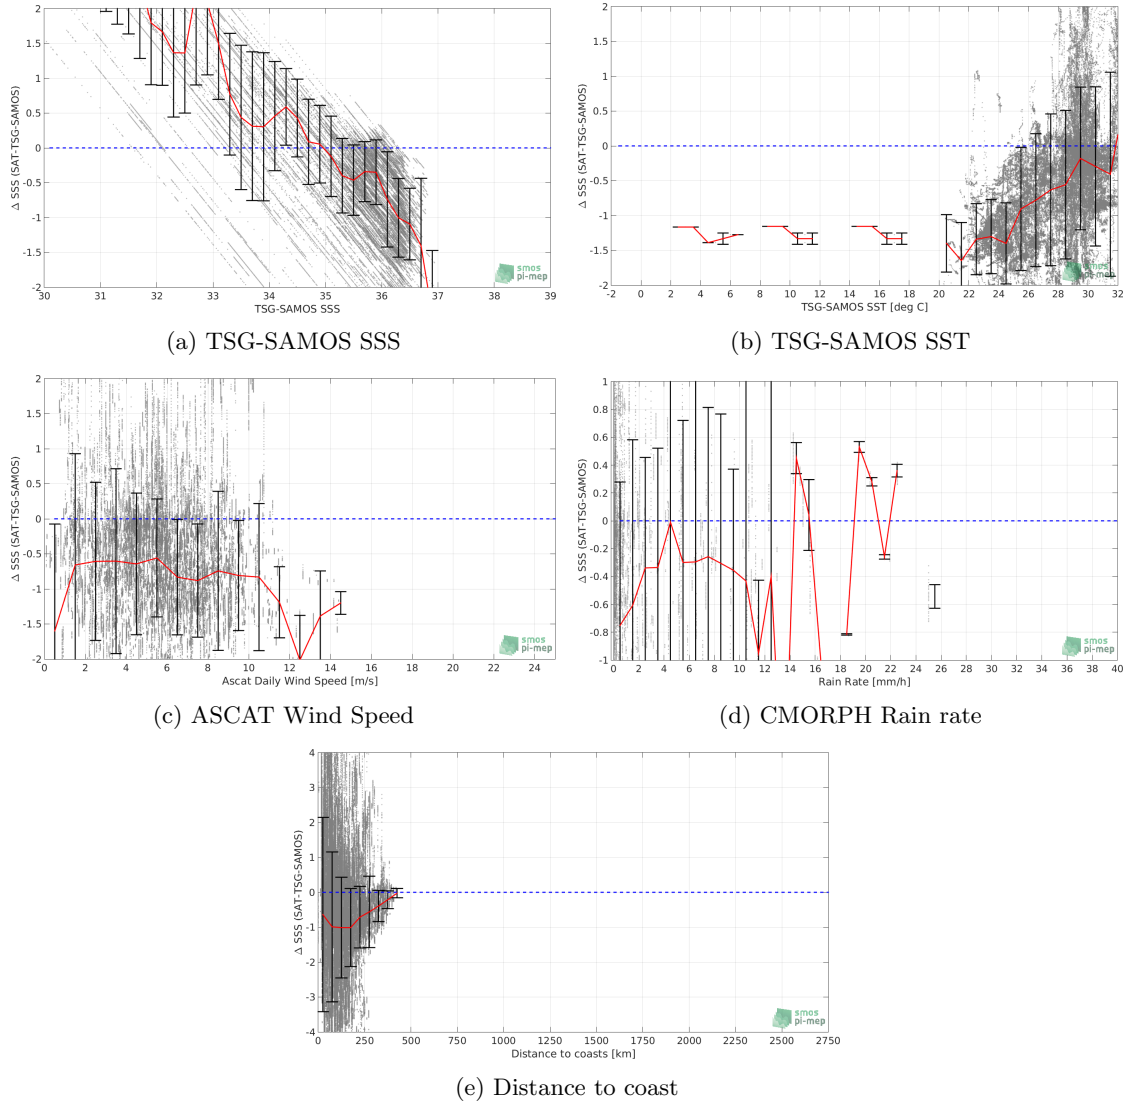 Δ SSS (SAT-TSG-SAMOS)
2
1.5
1
0.5
0
-0.5
-1
-1.5
-2
30 31 32 33 34 35 36 37 38 39
TSG-SAMOS SSS
smos
pi-mep
(a) TSG-SAMOS SSS
Δ SSS (SAT-TSG-SAMOS)
2
1.5
1
0.5
0
-0.5
-1
-1.5
-2
-2 0 2 4 6 8 10 12 14 16 18 20 22 24 26 28 30 32
TSG-SAMOS SST [deg C]
smos
pi-mep
(b) TSG-SAMOS SST
Δ SSS (SAT-TSG-SAMOS)
2
1.5
1
0.5
0
-0.5
-1
-1.5
-2
0 2 4 6 8 10 12 14 16 18 20 22 24
Ascat Daily Wind Speed [m/s]
smos
pi-mep
(c) ASCAT Wind Speed
Δ SSS (SAT-TSG-SAMOS)
1
0.8
0.6
0.4
0.2
0
-0.2
-0.4
-0.6
-0.8
-1
0 2 4 6 8 10 12 14 16 18 20 22 24 26 28 30 32 34 36 38 40
Rain Rate [mm/h]
smos
pi-mep
(d) CMORPH Rain rate
Δ SSS (SAT-TSG-SAMOS)
4
3
2
1
0
-1
-2
-3
-4
0 250 500 750 1000 1250 1500 1750 2000 2250 2500 2750
Distance to coasts [km]
smos
pi-mep
(e) Distance to coast